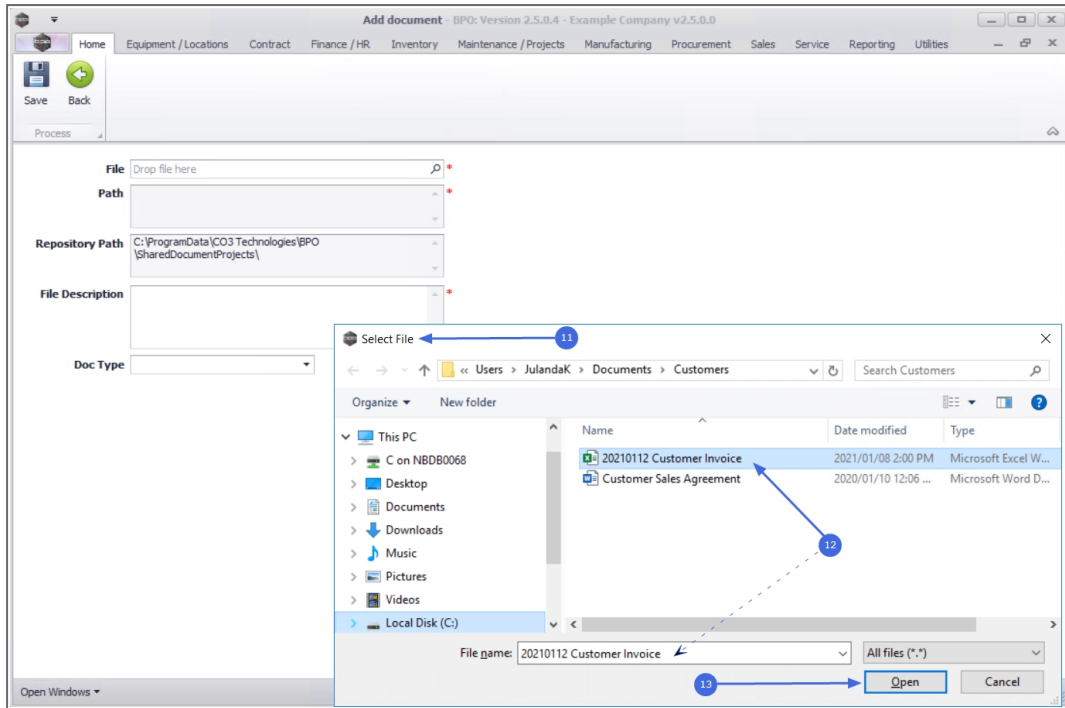 Add document - BPO: Version 2.5.0.4 - Example Company v2.5.0.0
Home Equipment / Locations Contract Finance / HR Inventory Maintenance / Projects Manufacturing Procurement Sales Service Reporting Utilities
Save Back
Process
File Drop file here *
Path *
Repository Path C:\ProgramData\CO3 Technologies\BPO
\SharedDocumentProjects\
File Description *
Doc Type
Select File 11
« Users > JulandaK > Documents > Customers Search Customers
Organize New folder
This PC
C on NBDB0068
Desktop
Documents
Downloads
Music
Pictures
Videos
Local Disk (C:)
Name Date modified Type
20210112 Customer Invoice 2021/01/08 2:00 PM Microsoft Excel W...
Customer Sales Agreement 2020/01/10 12:06 ... Microsoft Word D...
12
File name: 20210112 Customer Invoice All files (*.*)
13 Open Cancel
Open Windows